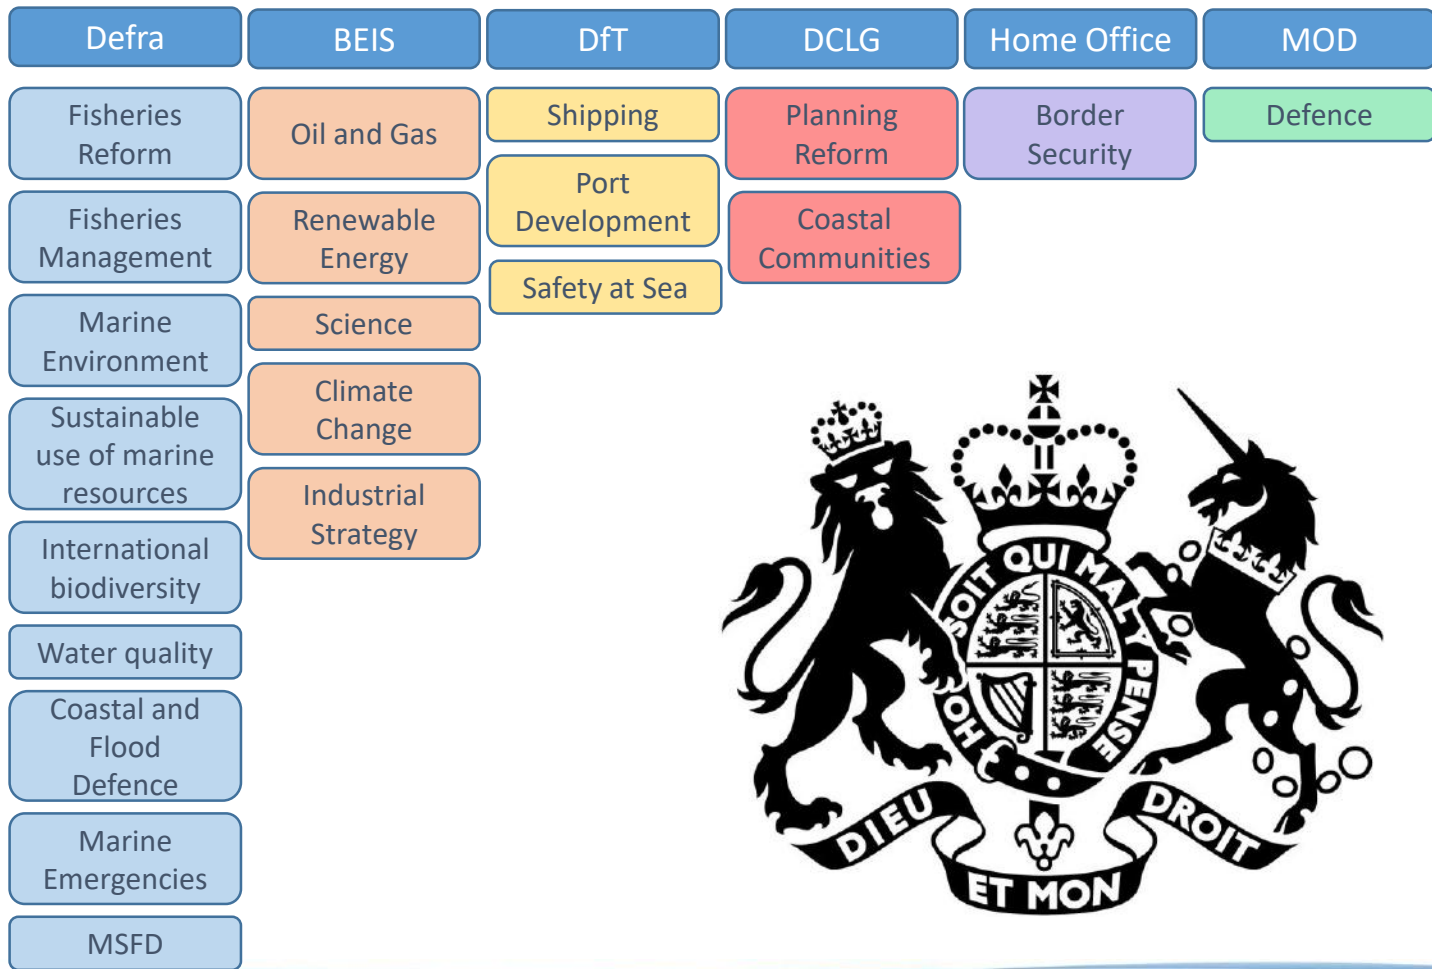 Defra
BEIS
DfT
DCLG
Home Office
MOD
Fisheries
Reform
Fisheries
Management
Marine
Environment
Sustainable
use of marine
resources
International
biodiversity
Water quality
Coastal and
Flood
Defence
Marine
Emergencies
MSFD
Oil and Gas
Renewable
Energy
Science
Climate
Change
Industrial
Strategy
Shipping
Port
Development
Safety at Sea
Planning
Reform
Coastal
Communities
Border
Security
Defence
HO
SOIT QUI MAL Y PENSE
DIEU
ET MON
DROIT